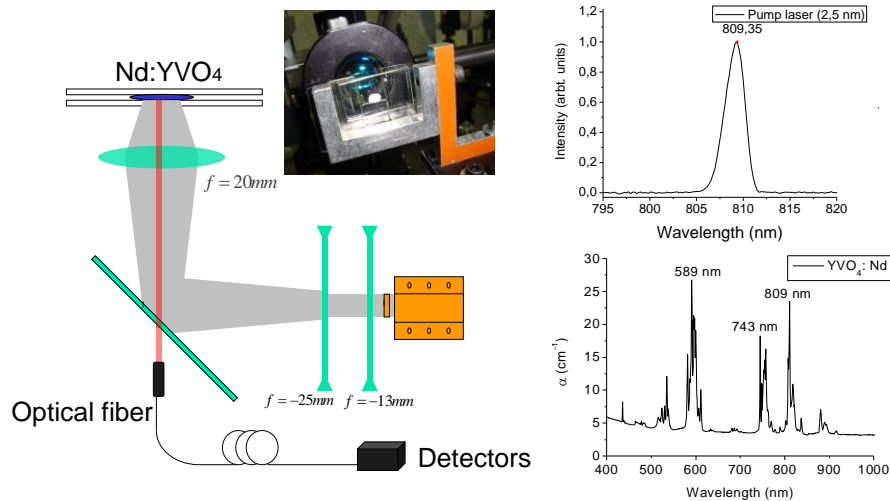 Nd:YVO4
f = 20mm
f = −25mm
f = −13mm
Optical fiber
Detectors
Pump laser (2,5 nm)
809,35
Intensity (arbt. units)
1,2
1,0
0,8
0,6
0,4
0,2
0,0
795 800 805 810 815 820
Wavelength (nm)
YVO4: Nd
589 nm
743 nm
809 nm
α (cm-1)
35
30
25
20
15
10
5
0
400 500 600 700 800 900 1000
Wavelength (nm)